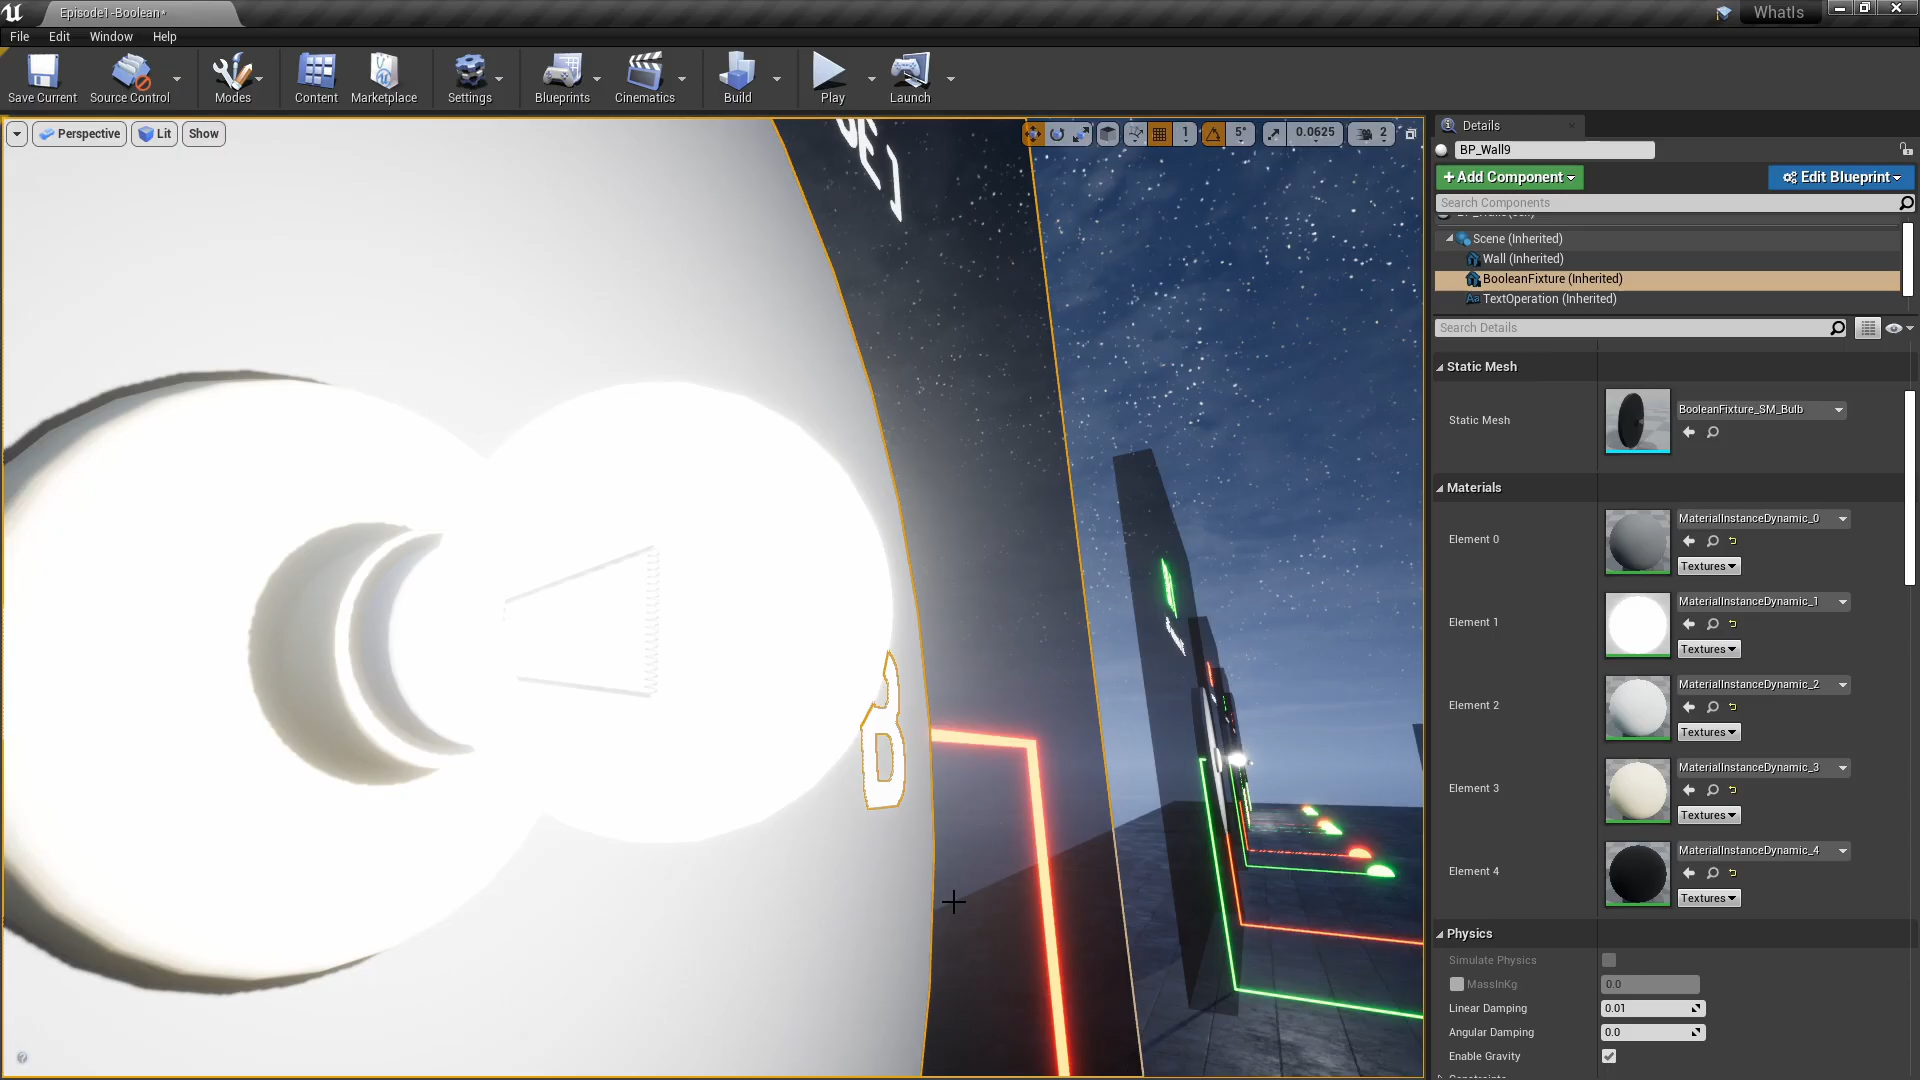 Episode1-Boolean*
WhatIs
File Edit Window Help
Save Current Source Control Modes Content Marketplace Settings Blueprints Cinematics Build Play Launch
Perspective Lit Show
1 5° 0.0625 2
Details
BP_Wall9
+Add Component Edit Blueprint
Search Components
Scene (Inherited)
Wall (Inherited)
BooleanFixture (Inherited)
TextOperation (Inherited)
Search Details
Static Mesh
Static Mesh BooleanFixture_SM_Bulb
Materials
Element 0 MaterialInstanceDynamic_0
Textures
Element 1 MaterialInstanceDynamic_1
Textures
Element 2 MaterialInstanceDynamic_2
Textures
Element 3 MaterialInstanceDynamic_3
Textures
Element 4 MaterialInstanceDynamic_4
Textures
Physics
Simulate Physics
MassInKg 0.0
Linear Damping 0.01
Angular Damping 0.0
Enable Gravity